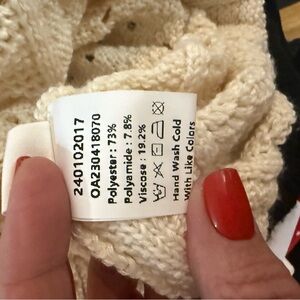 240102017
OA230418070
Polyester : 73%
Polyamide : 7.8%
Viscose : 19.2%
Hand Wash Cold
With Like Colors